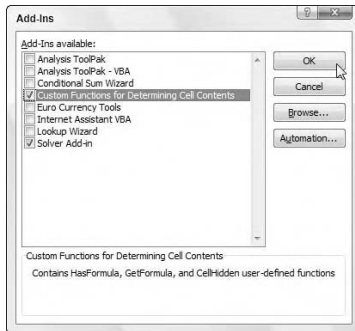 Add-Ins
Add-Ins available:
Analysis ToolPak
Analysis ToolPak - VBA
Conditional Sum Wizard
Custom Functions for Determining Cell Contents
Euro Currency Tools
Internet Assistant VBA
Lookup Wizard
Solver Add-in
OK
Cancel
Browse...
Automation...
Custom Functions for Determining Cell Contents
Contains HasFormula, GetFormula, and CellHidden user-defined functions